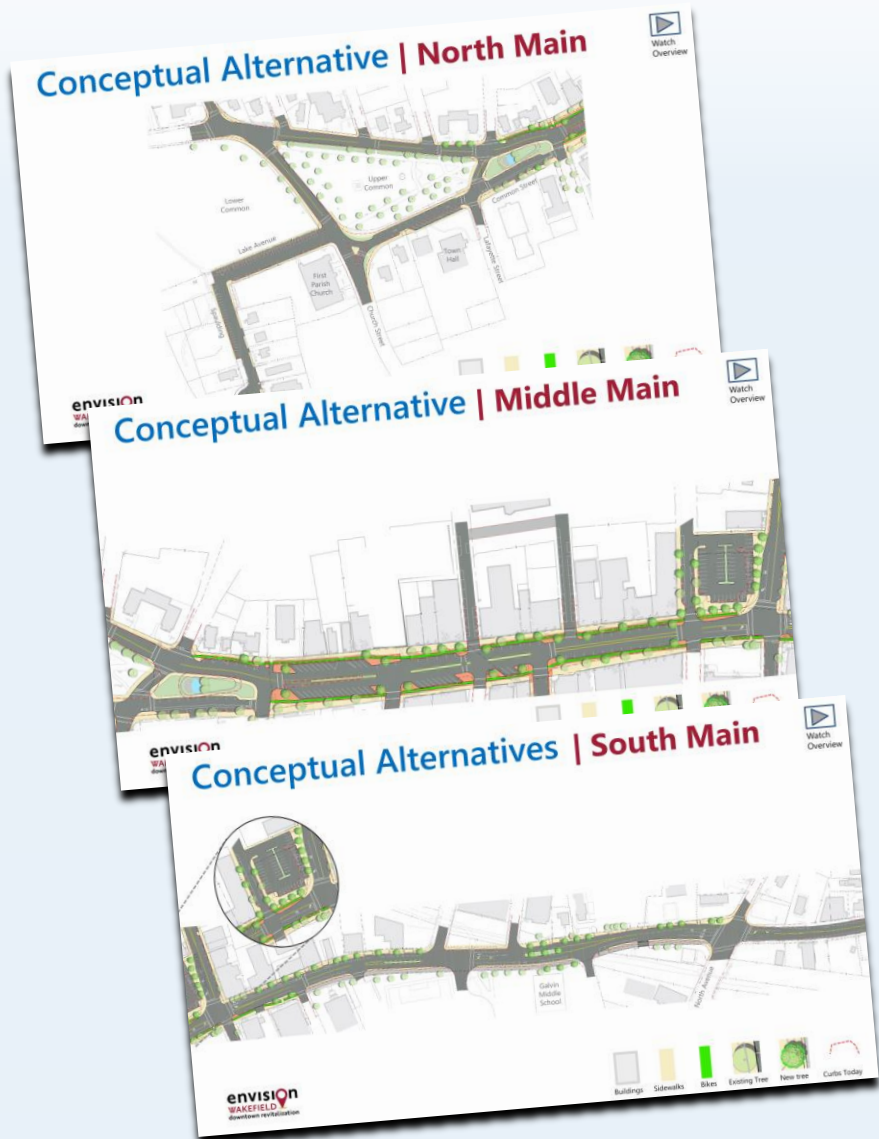 Conceptual Alternative | North Main
Watch
Overview
Upper
Common
Lower
Common
Common Street
Lake Avenue
Town
Hall
Lafayette Street
First
Parish
Church
Spaulding
Church Street
envision
Conceptual Alternative | Middle Main
Watch
Overview
envision
Conceptual Alternatives | South Main
Watch
Overview
Galvin
Middle
School
North Avenue
Buildings
Sidewalks
Bikes
Existing Tree
New tree
Curbs Today
envision
WAKEFIELD
downtown revitalization